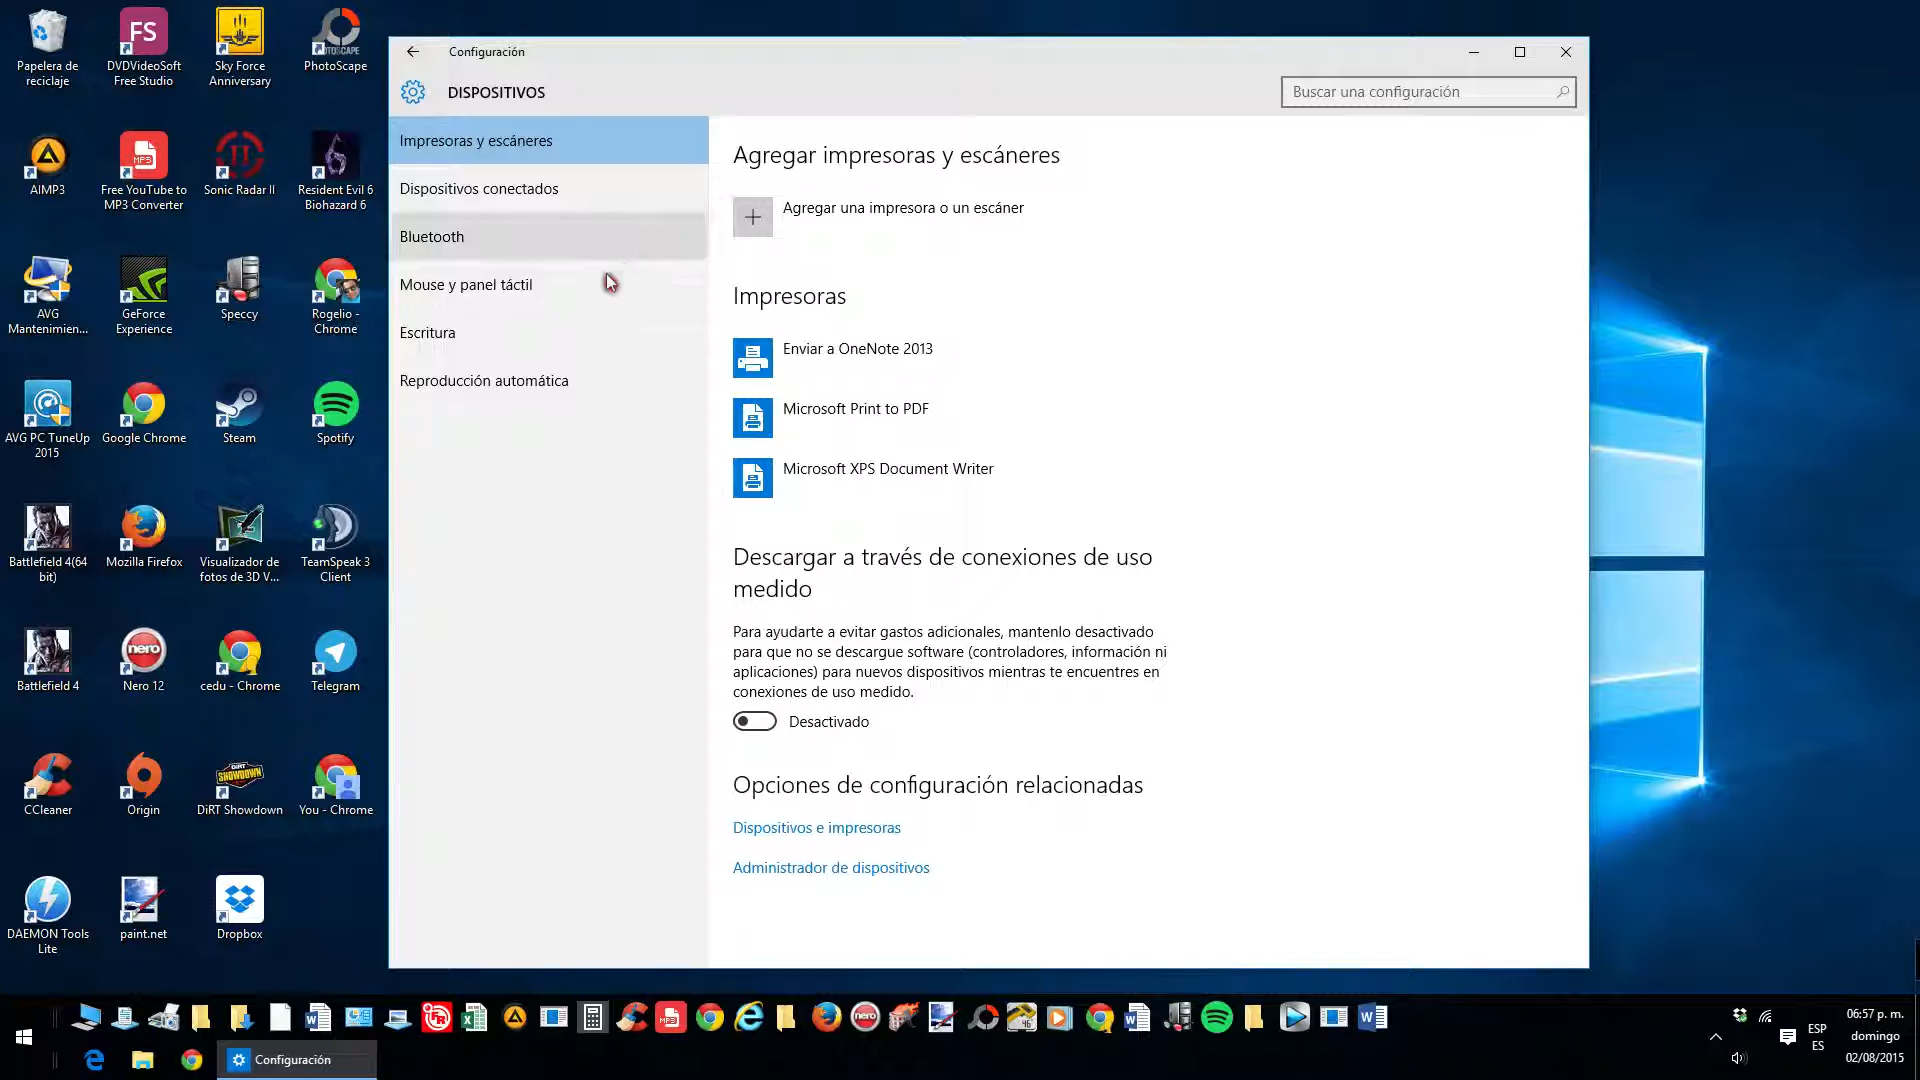 Papelera de
reciclaje
DVDVideoSoft
Free Studio
Sky Force
Anniversary
PhotoScape
AIMP3
Free YouTube to
MP3 Converter
Sonic Radar II
Resident Evil 6
Biohazard 6
AVG
Mantenimien...
GeForce
Experience
Speccy
Rogelio -
Chrome
AVG PC TuneUp
2015
Google Chrome
Steam
Spotify
Battlefield 4(64
bit)
Mozilla Firefox
Visualizador de
fotos de 3D V...
TeamSpeak 3
Client
Battlefield 4
Nero 12
cedu - Chrome
Telegram
CCleaner
Origin
DiRT Showdown
You - Chrome
DAEMON Tools
Lite
paint.net
Dropbox
Configuración
DISPOSITIVOS
Buscar una configuración
Impresoras y escáneres
Dispositivos conectados
Bluetooth
Mouse y panel táctil
Escritura
Reproducción automática
Agregar impresoras y escáneres
Agregar una impresora o un escáner
Impresoras
Enviar a OneNote 2013
Microsoft Print to PDF
Microsoft XPS Document Writer
Descargar a través de conexiones de uso
medido
Para ayudarte a evitar gastos adicionales, mantenlo desactivado
para que no se descargue software (controladores, información ni
aplicaciones) para nuevos dispositivos mientras te encuentres en
conexiones de uso medido.
Desactivado
Opciones de configuración relacionadas
Dispositivos e impresoras
Administrador de dispositivos
Configuración
ESP
ES
06:57 p. m.
domingo
02/08/2015